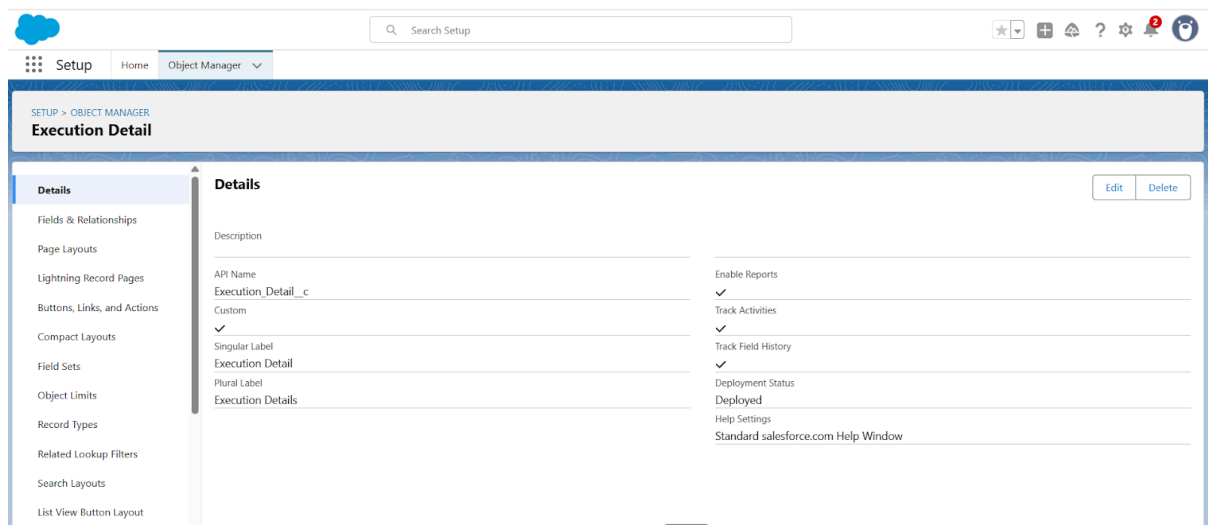 Search Setup
2
Setup
Home
Object Manager
SETUP > OBJECT MANAGER
Execution Detail
Details
Fields & Relationships
Page Layouts
Lightning Record Pages
Buttons, Links, and Actions
Compact Layouts
Field Sets
Object Limits
Record Types
Related Lookup Filters
Search Layouts
List View Button Layout
Details
Edit
Delete
Description
API Name
Execution_Detail__c
Custom
Singular Label
Execution Detail
Plural Label
Execution Details
Enable Reports
Track Activities
Track Field History
Deployment Status
Deployed
Help Settings
Standard salesforce.com Help Window